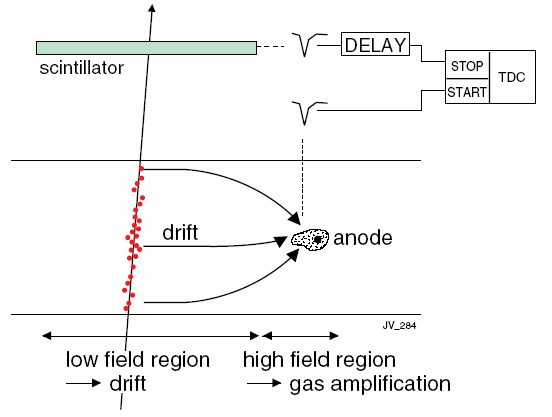 DELAY
scintillator
STOP
TDC
START
drift
anode
JV_284
low field region
drift
high field region
gas amplification